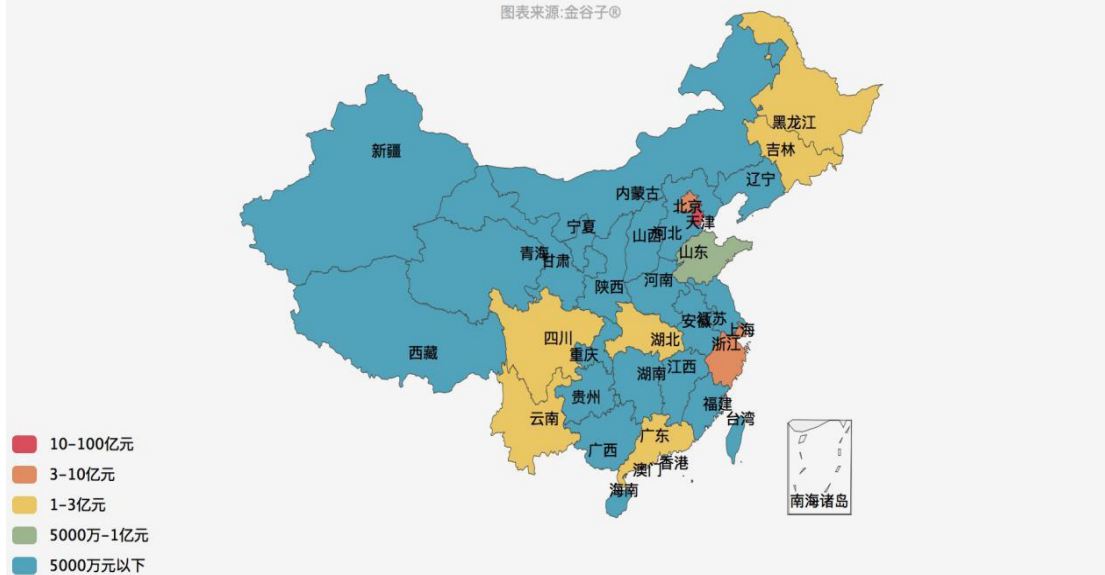 图表来源:金谷子®
黑龙江
吉林
新疆
辽宁
内蒙古
北京
天津
宁夏
山西
河北
山东
青海
甘肃
河南
陕西
安徽
江苏
上海
四川
湖北
浙江
重庆
西藏
湖南
江西
贵州
福建
云南
台湾
广东
广西
香港
澳门
海南
南海诸岛
10-100亿元
3-10亿元
1-3亿元
5000万-1亿元
5000万元以下